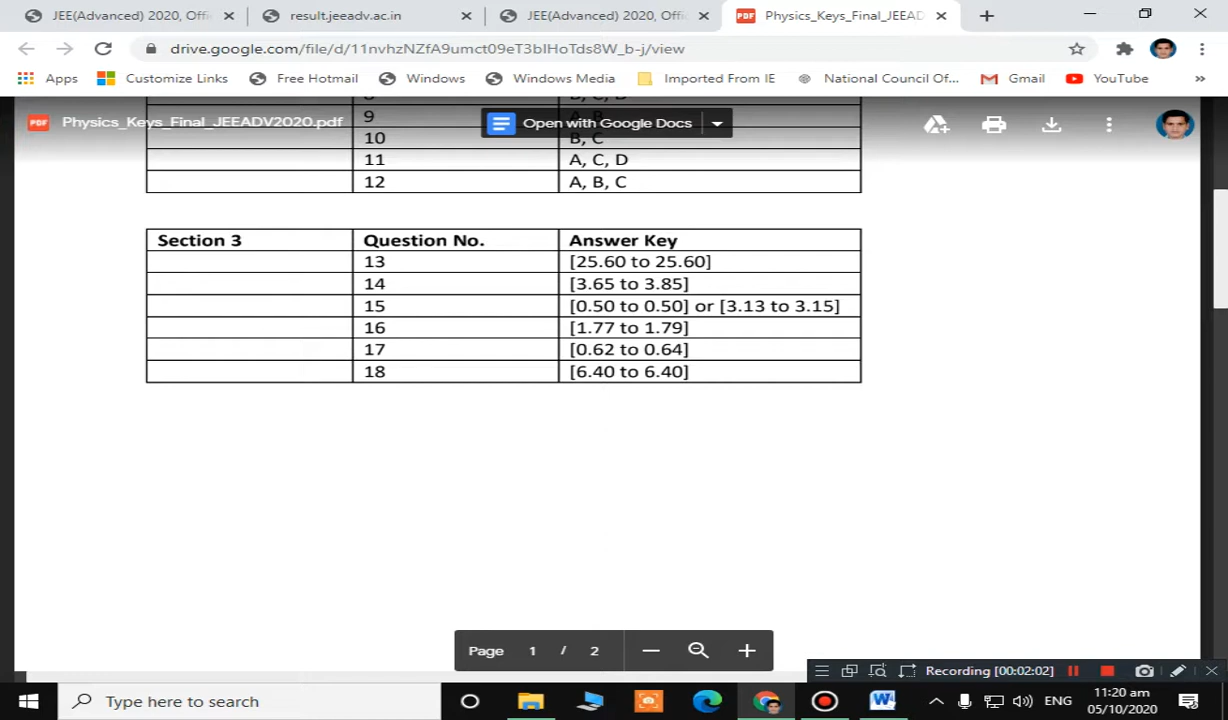 JEE(Advanced) 2020, Offi
result.jeeadv.ac.in
JEE(Advanced) 2020, Offi
Physics_Keys_Final_JEEAD
drive.google.com/file/d/11nvhzNZfA9umct09eT3bIHoTds8W_b-j/view
Apps Customize Links Free Hotmail Windows Windows Media Imported From IE National Council Of... Gmail YouTube »
PDF Physics_Keys_Final_JEEADV2020.pdf
Open with Google Docs
9 A, B
10 B, C
11 A, C, D
12 A, B, C
Section 3 Question No. Answer Key
13 [25.60 to 25.60]
14 [3.65 to 3.85]
15 [0.50 to 0.50] or [3.13 to 3.15]
16 [1.77 to 1.79]
17 [0.62 to 0.64]
18 [6.40 to 6.40]
Page 1 / 2
Recording [00:02:02]
Type here to search
ENG
11:20 am
05/10/2020